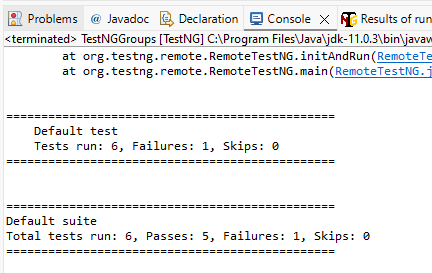 Problems @ Javadoc Declaration Console Results of run
<terminated> TestNGGroups [TestNG] C:\Program Files\Java\jdk-11.0.3\bin\javaw
at org.testng.remote.RemoteTestNG.initAndRun(RemoteTe
at org.testng.remote.RemoteTestNG.main(RemoteTestNG.j
===============================================
Default test
Tests run: 6, Failures: 1, Skips: 0
===============================================
===============================================
Default suite
Total tests run: 6, Passes: 5, Failures: 1, Skips: 0
===============================================